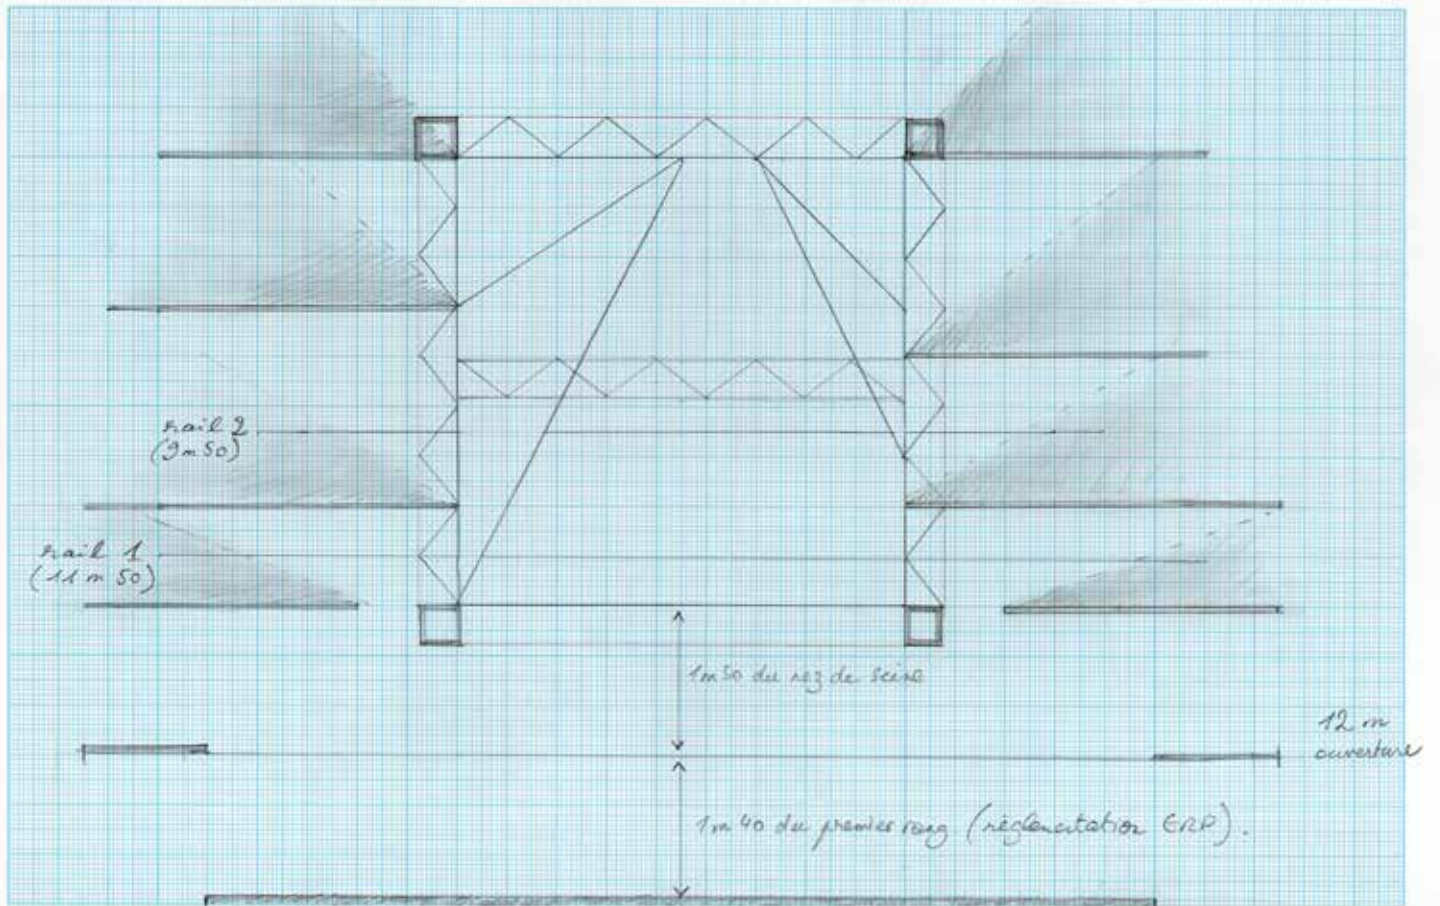 rail 2
(9m50)
rail 1
(11m50)
1m50 du nez de scène
12 m
ouverture
1m40 du premier rang (réglementation ERP).